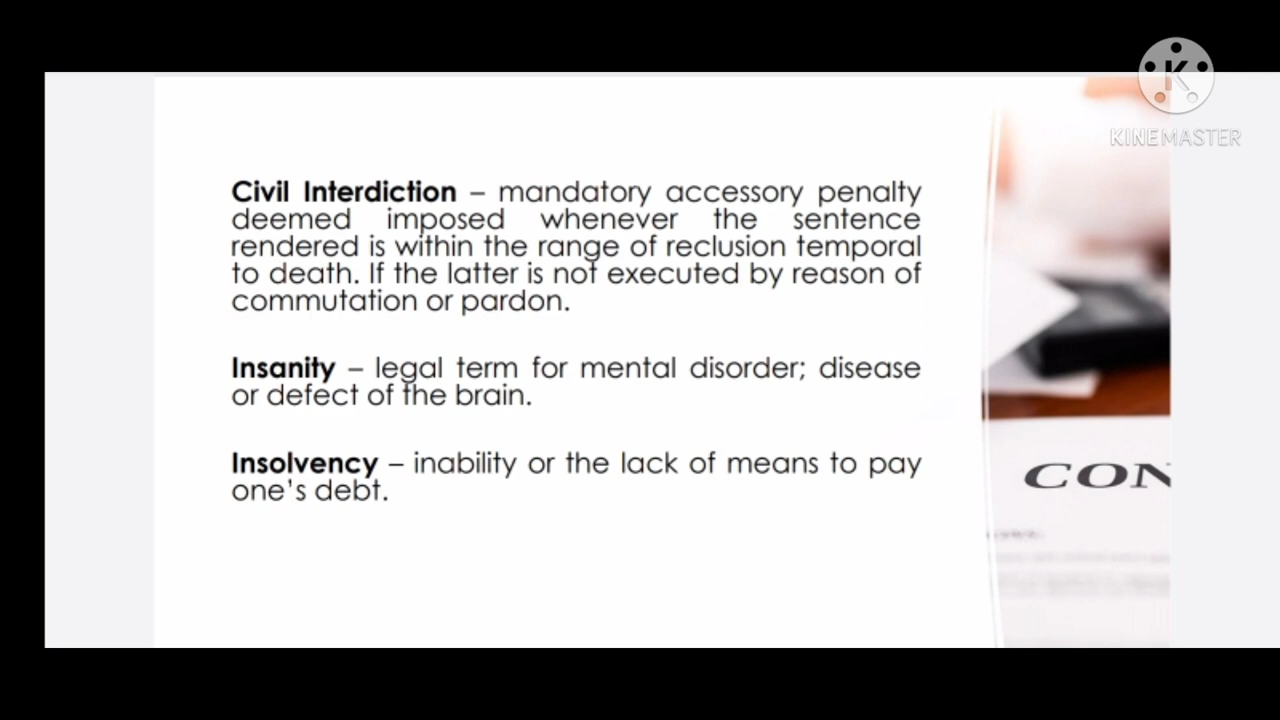 KINEMASTER
Civil Interdiction – mandatory accessory penalty
deemed imposed whenever the sentence
rendered is within the range of reclusion temporal
to death. If the latter is not executed by reason of
commutation or pardon.
Insanity – legal term for mental disorder; disease
or defect of the brain.
Insolvency – inability or the lack of means to pay
one's debt.
CON